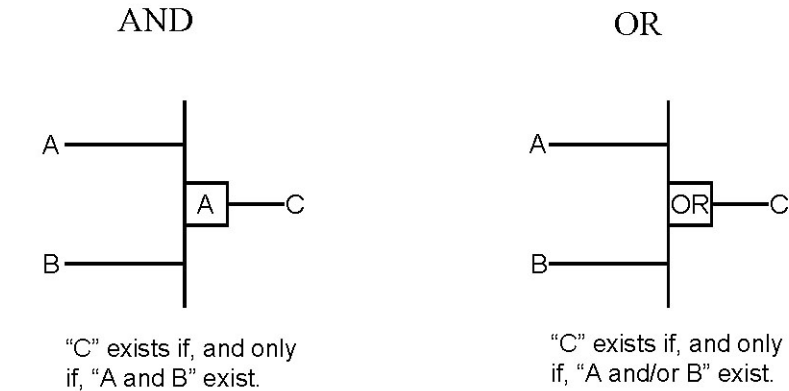 AND
A
A
C
B
“C” exists if, and only
if, “A and B” exist.
OR
A
OR
C
B
“C” exists if, and only
if, “A and/or B” exist.